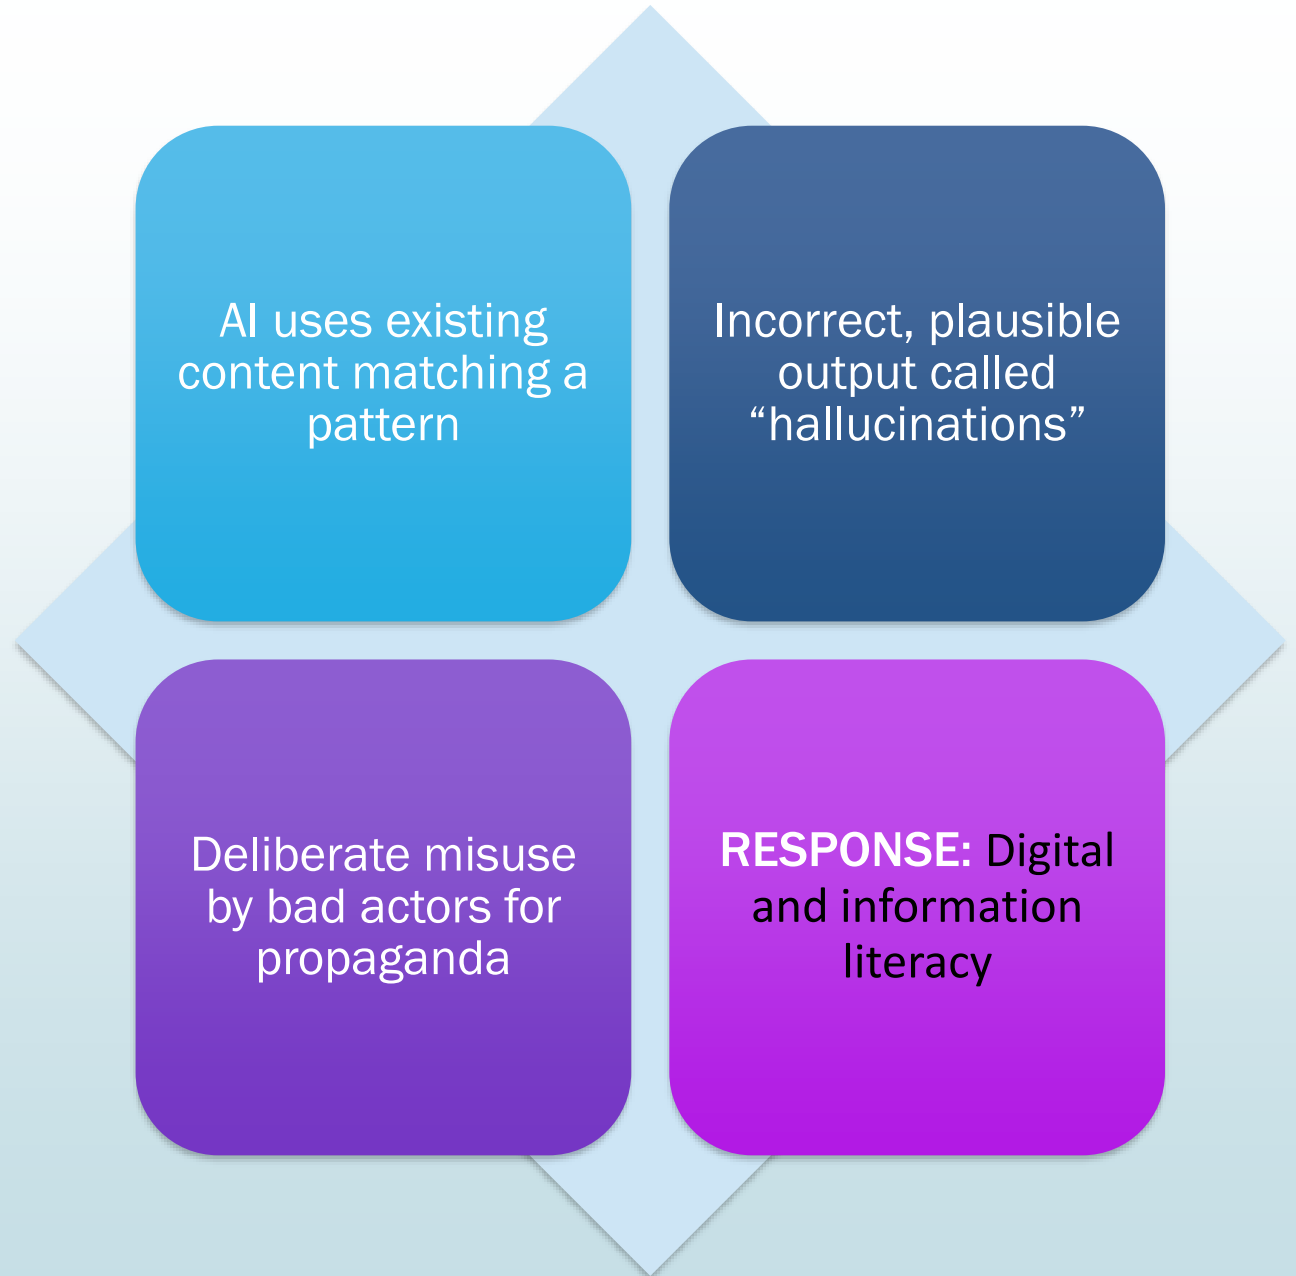 AI uses existing
content matching a
pattern
Incorrect, plausible
output called
“hallucinations”
Deliberate misuse
by bad actors for
propaganda
RESPONSE: Digital
and information
literacy